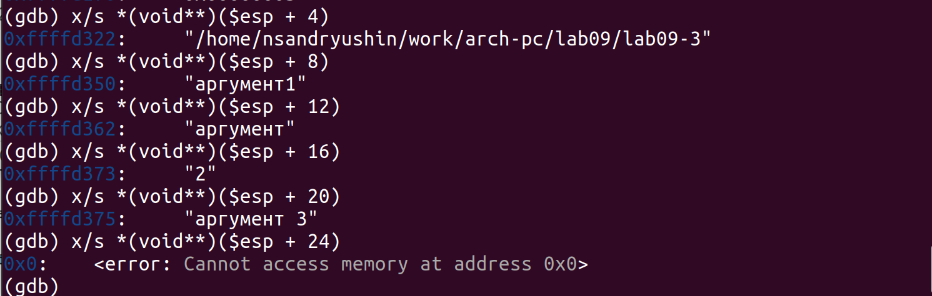 (gdb) x/s *(void**)($esp + 4)
0xffffd322:     "/home/nsandryushin/work/arch-pc/lab09/lab09-3"
(gdb) x/s *(void**)($esp + 8)
0xffffd350:     "аргумент1"
(gdb) x/s *(void**)($esp + 12)
0xffffd362:     "аргумент"
(gdb) x/s *(void**)($esp + 16)
0xffffd373:     "2"
(gdb) x/s *(void**)($esp + 20)
0xffffd375:     "аргумент 3"
(gdb) x/s *(void**)($esp + 24)
0x0:    <error: Cannot access memory at address 0x0>
(gdb)